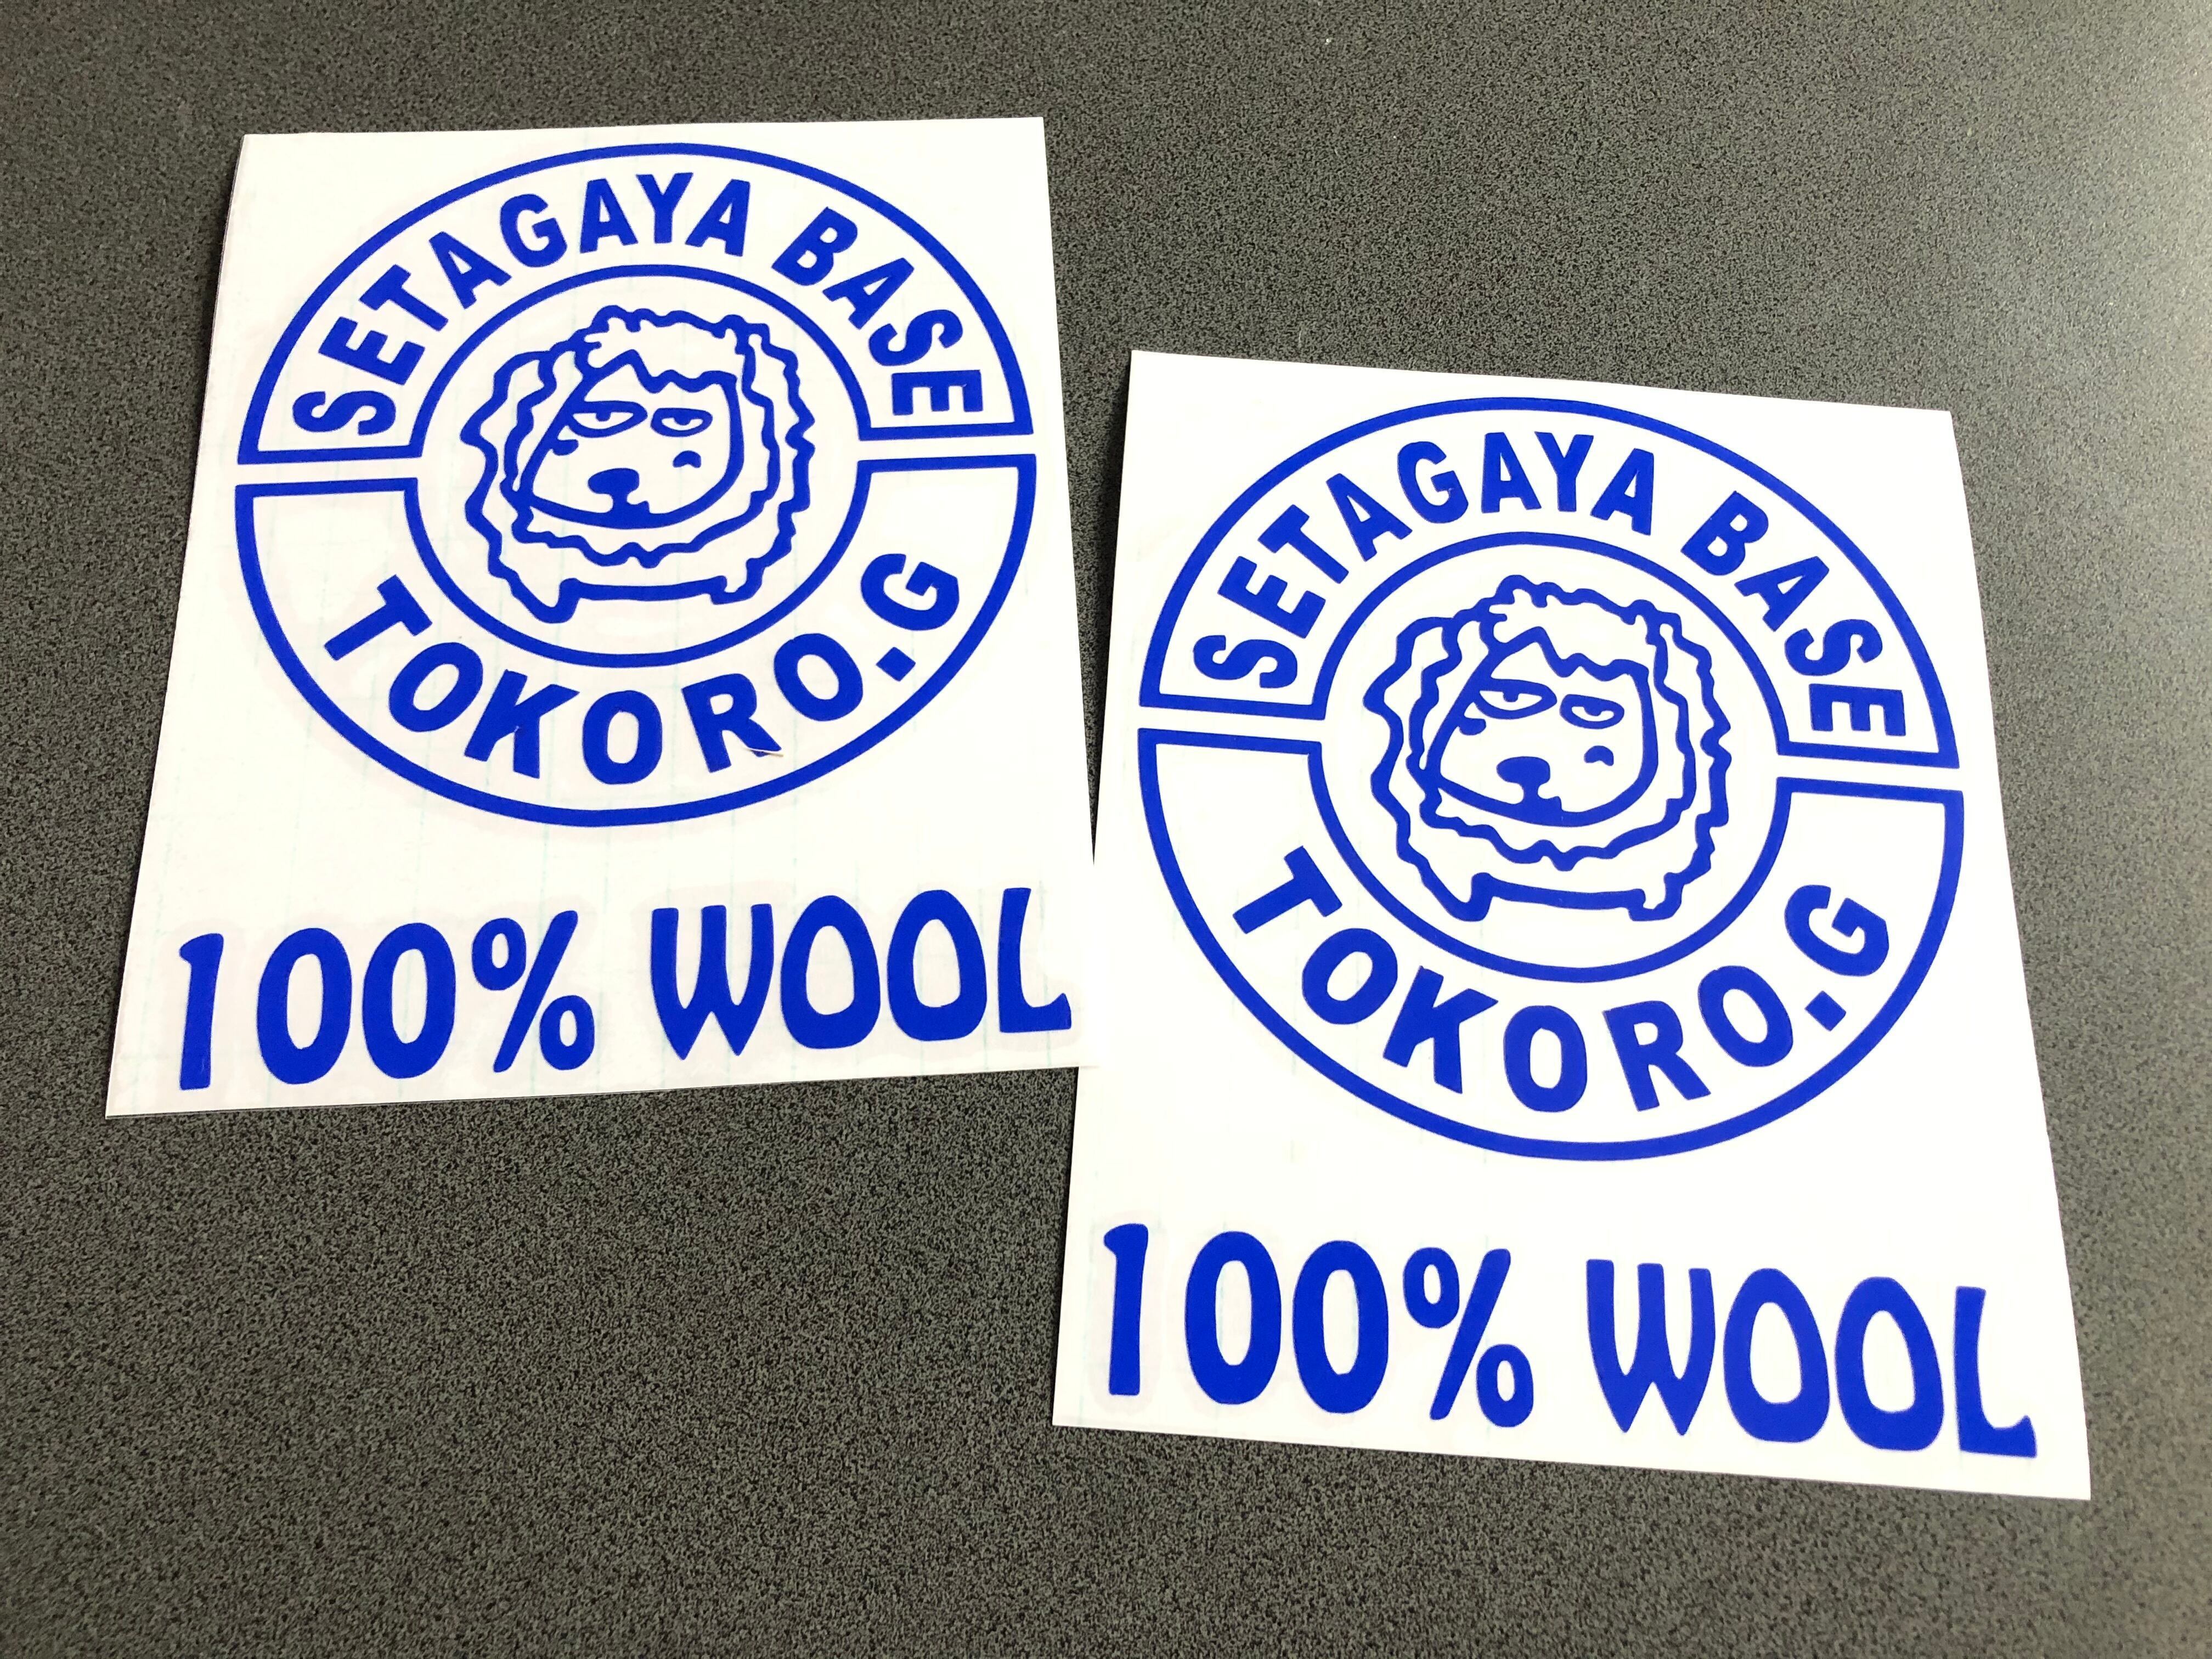 SETAGAYA BASE
TOKORO.G
100% WOOL
SETAGAYA BASE
TOKORO.G
100% WOOL